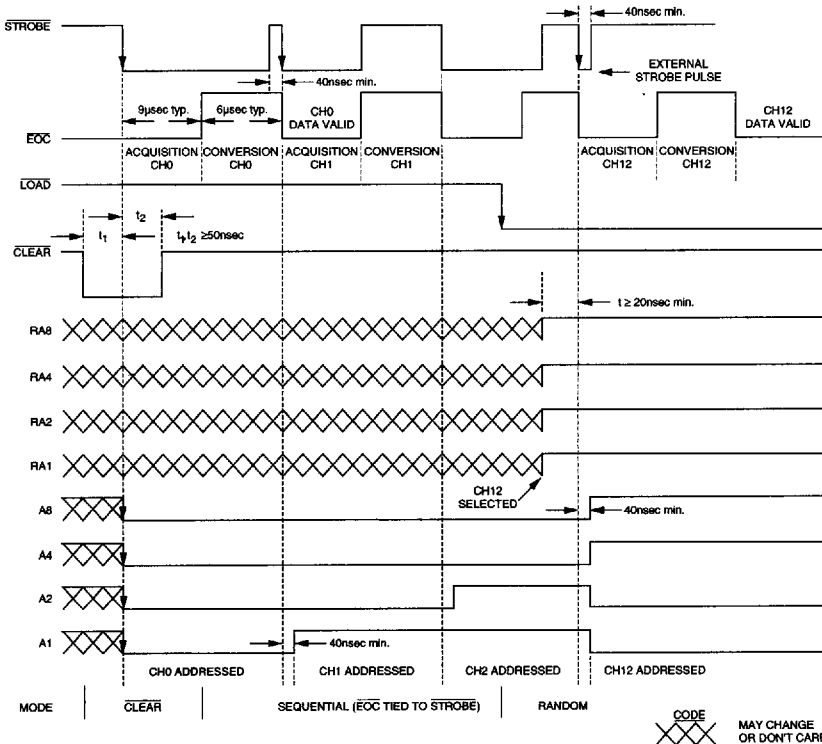 40nsec min.
STROBE
40nsec min.
EXTERNAL
STROBE PULSE
9µsec typ.
6µsec typ.
CH0
DATA VALID
CH12
DATA VALID
EOC
ACQUISITION
CH0
CONVERSION
CH0
ACQUISITION
CH1
CONVERSION
CH1
ACQUISITION
CH12
CONVERSION
CH12
LOAD
t2
t1
t1, t2 ≥50nsec
CLEAR
t ≥ 20nsec min.
RA8
RA4
RA2
RA1
CH12
SELECTED
A8
40nsec min.
A4
A2
A1
40nsec min.
CH0 ADDRESSED
CH1 ADDRESSED
CH2 ADDRESSED
CH12 ADDRESSED
MODE
CLEAR
SEQUENTIAL (EOC TIED TO STROBE)
RANDOM
CODE
MAY CHANGE
OR DON'T CARE